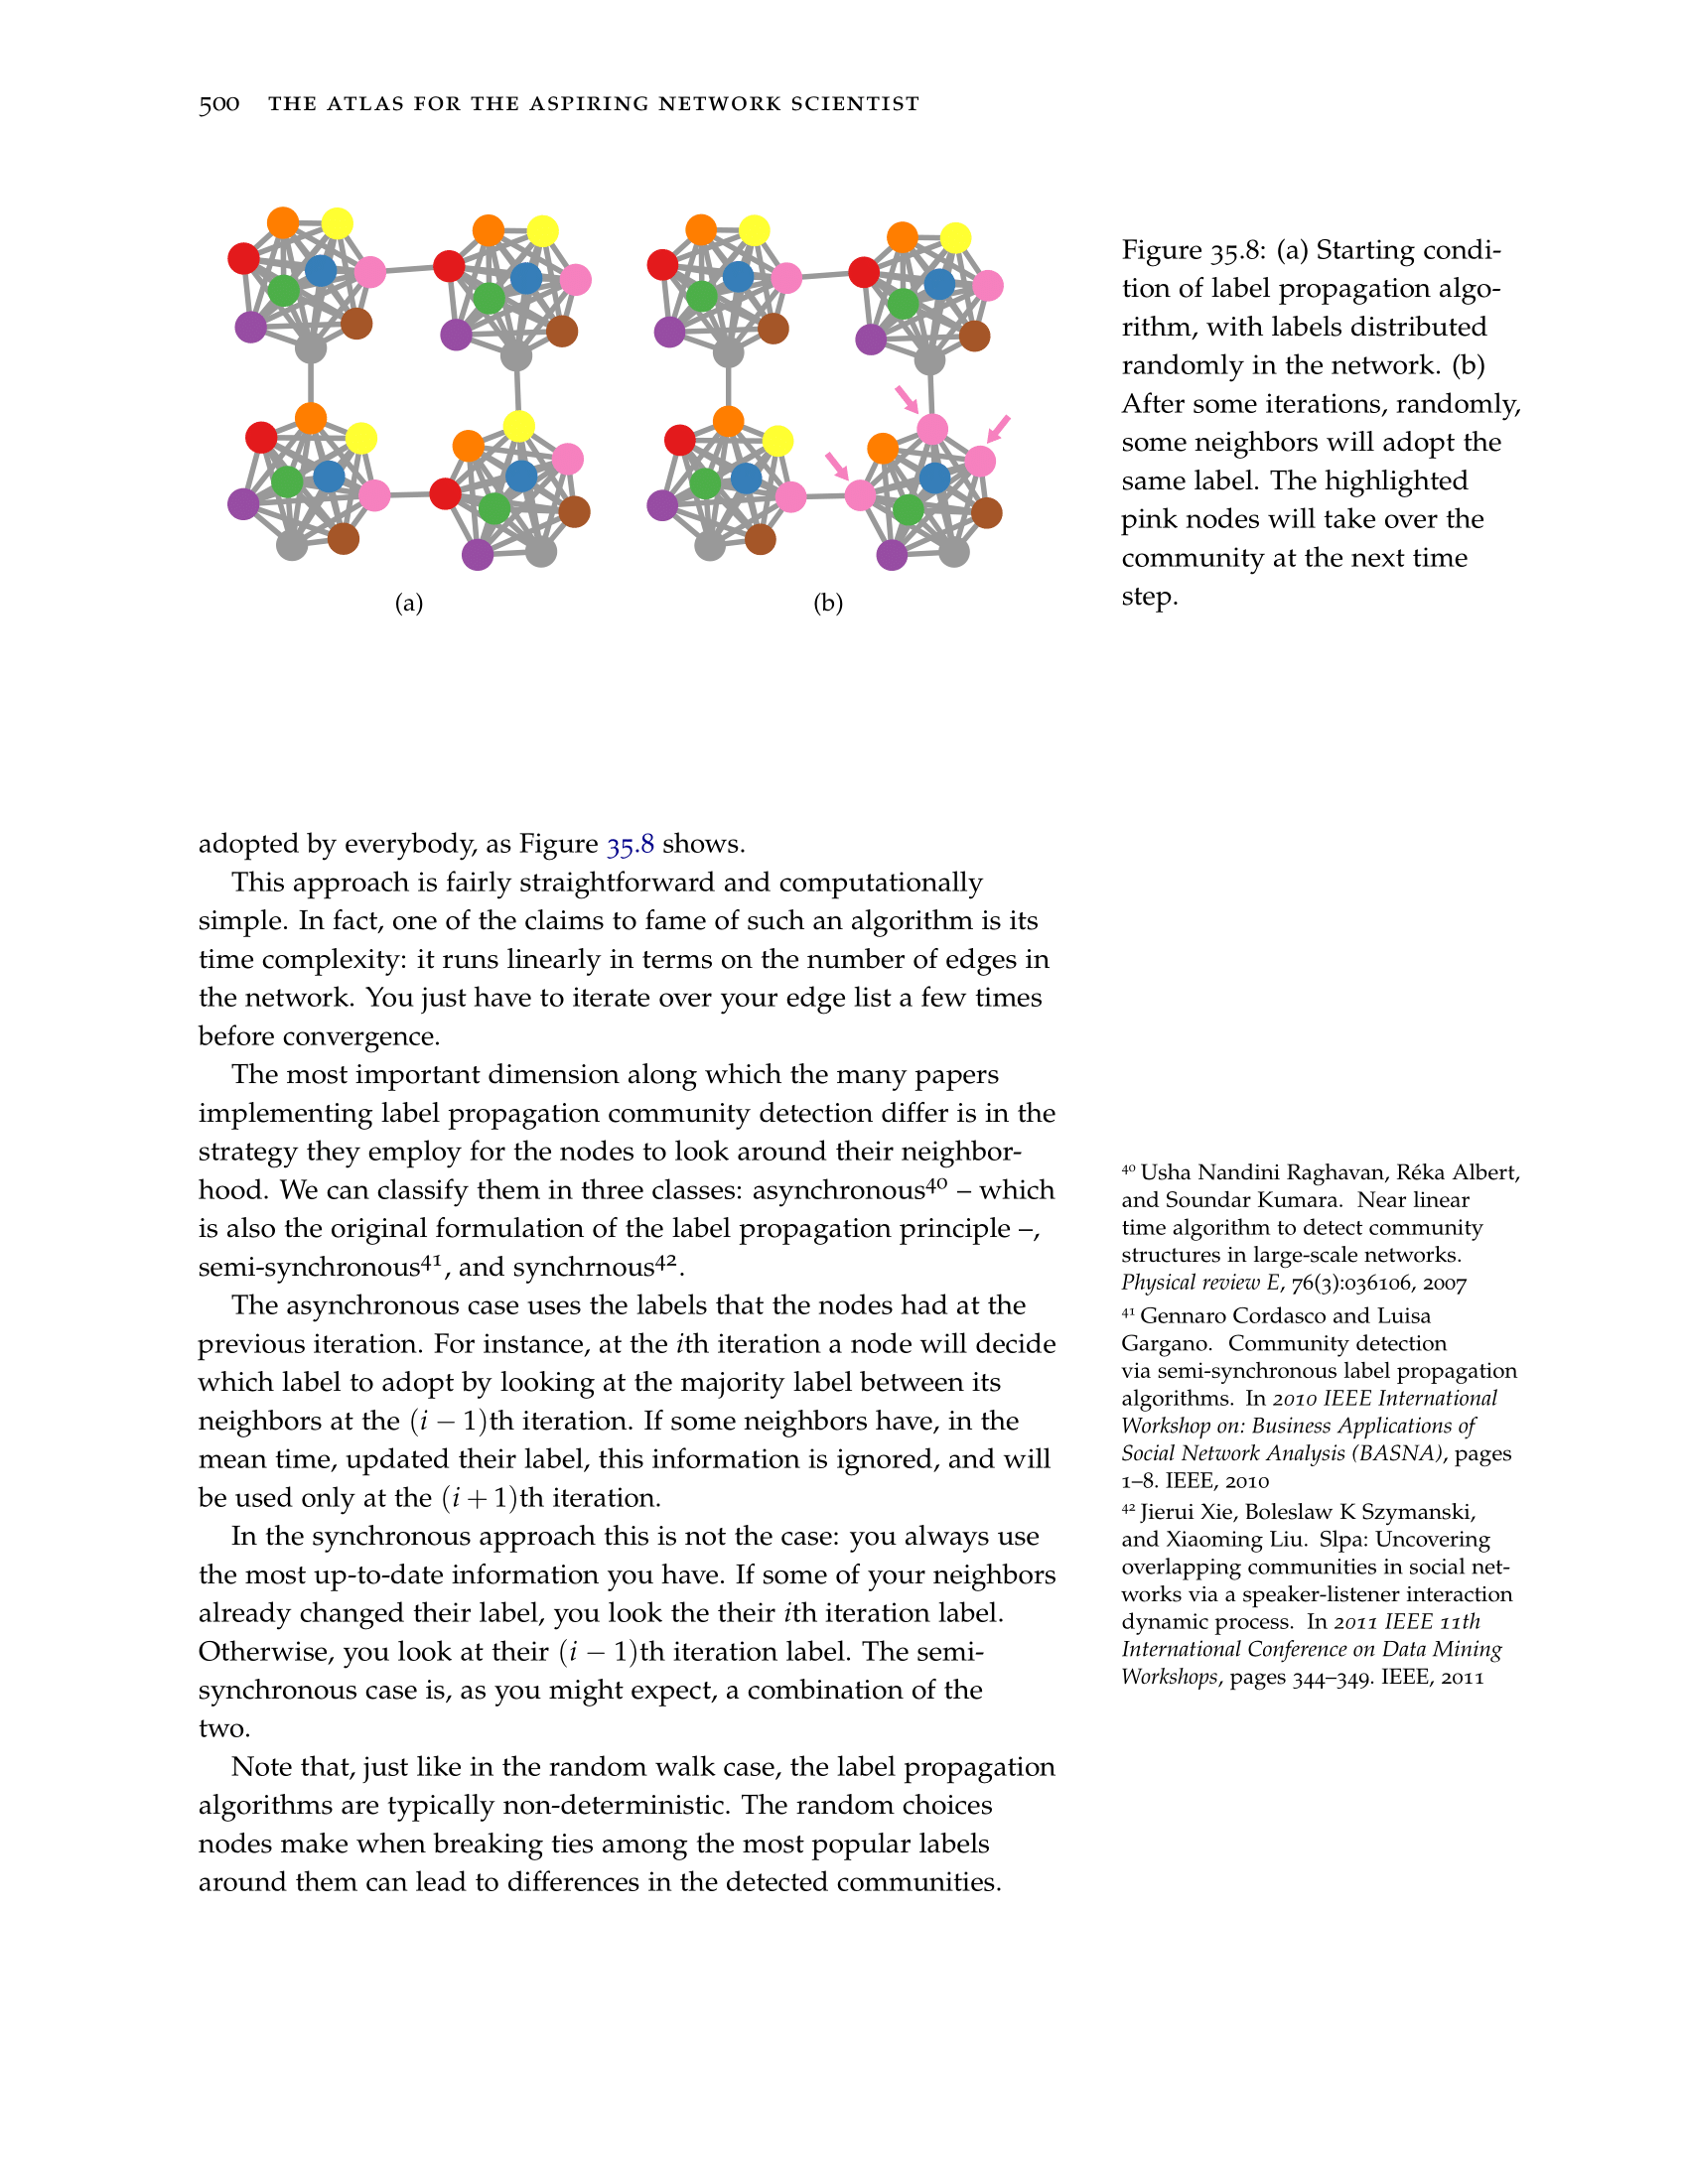 500 THE ATLAS FOR THE ASPIRING NETWORK SCIENTIST
(a)
(b)
Figure 35.8: (a) Starting condi-
tion of label propagation algo-
rithm, with labels distributed
randomly in the network. (b)
After some iterations, randomly,
some neighbors will adopt the
same label. The highlighted
pink nodes will take over the
community at the next time
step.
adopted by everybody, as Figure 35.8 shows.
This approach is fairly straightforward and computationally
simple. In fact, one of the claims to fame of such an algorithm is its
time complexity: it runs linearly in terms on the number of edges in
the network. You just have to iterate over your edge list a few times
before convergence.
The most important dimension along which the many papers
implementing label propagation community detection differ is in the
strategy they employ for the nodes to look around their neighbor-
hood. We can classify them in three classes: asynchronous⁴⁰ – which
is also the original formulation of the label propagation principle –,
semi-synchronous⁴¹, and synchrnous⁴².
The asynchronous case uses the labels that the nodes had at the
previous iteration. For instance, at the ith iteration a node will decide
which label to adopt by looking at the majority label between its
neighbors at the (i − 1)th iteration. If some neighbors have, in the
mean time, updated their label, this information is ignored, and will
be used only at the (i + 1)th iteration.
In the synchronous approach this is not the case: you always use
the most up-to-date information you have. If some of your neighbors
already changed their label, you look the their ith iteration label.
Otherwise, you look at their (i − 1)th iteration label. The semi-
synchronous case is, as you might expect, a combination of the
two.
Note that, just like in the random walk case, the label propagation
algorithms are typically non-deterministic. The random choices
nodes make when breaking ties among the most popular labels
around them can lead to differences in the detected communities.
⁴⁰ Usha Nandini Raghavan, Réka Albert,
and Soundar Kumara. Near linear
time algorithm to detect community
structures in large-scale networks.
Physical review E, 76(3):036106, 2007
⁴¹ Gennaro Cordasco and Luisa
Gargano. Community detection
via semi-synchronous label propagation
algorithms. In 2010 IEEE International
Workshop on: Business Applications of
Social Network Analysis (BASNA), pages
1–8. IEEE, 2010
⁴² Jierui Xie, Boleslaw K Szymanski,
and Xiaoming Liu. Slpa: Uncovering
overlapping communities in social net-
works via a speaker-listener interaction
dynamic process. In 2011 IEEE 11th
International Conference on Data Mining
Workshops, pages 344–349. IEEE, 2011